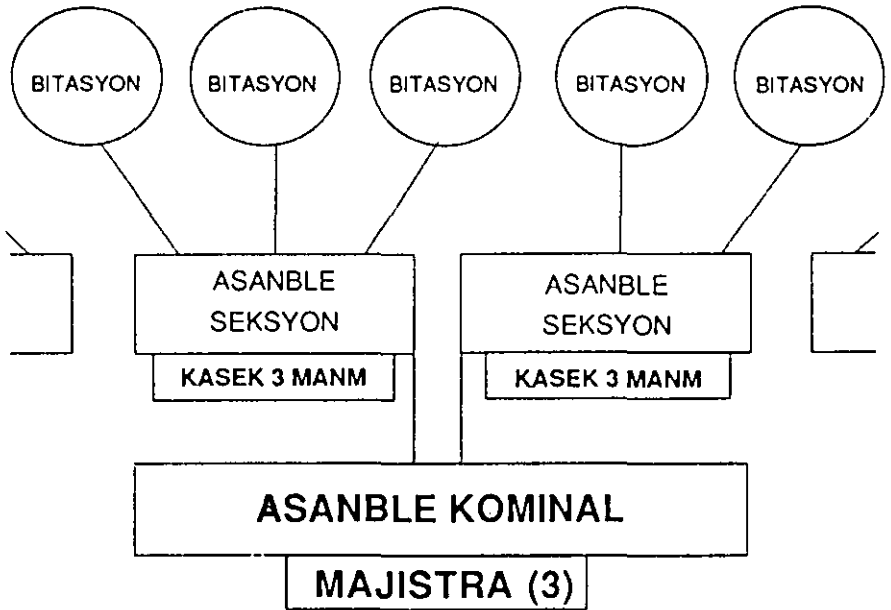 BITASYON
BITASYON
BITASYON
BITASYON
BITASYON
ASANBLE
SEKSYON
ASANBLE
SEKSYON
KASEK 3 MANM
KASEK 3 MANM
ASANBLE KOMINAL
MAJISTRA (3)